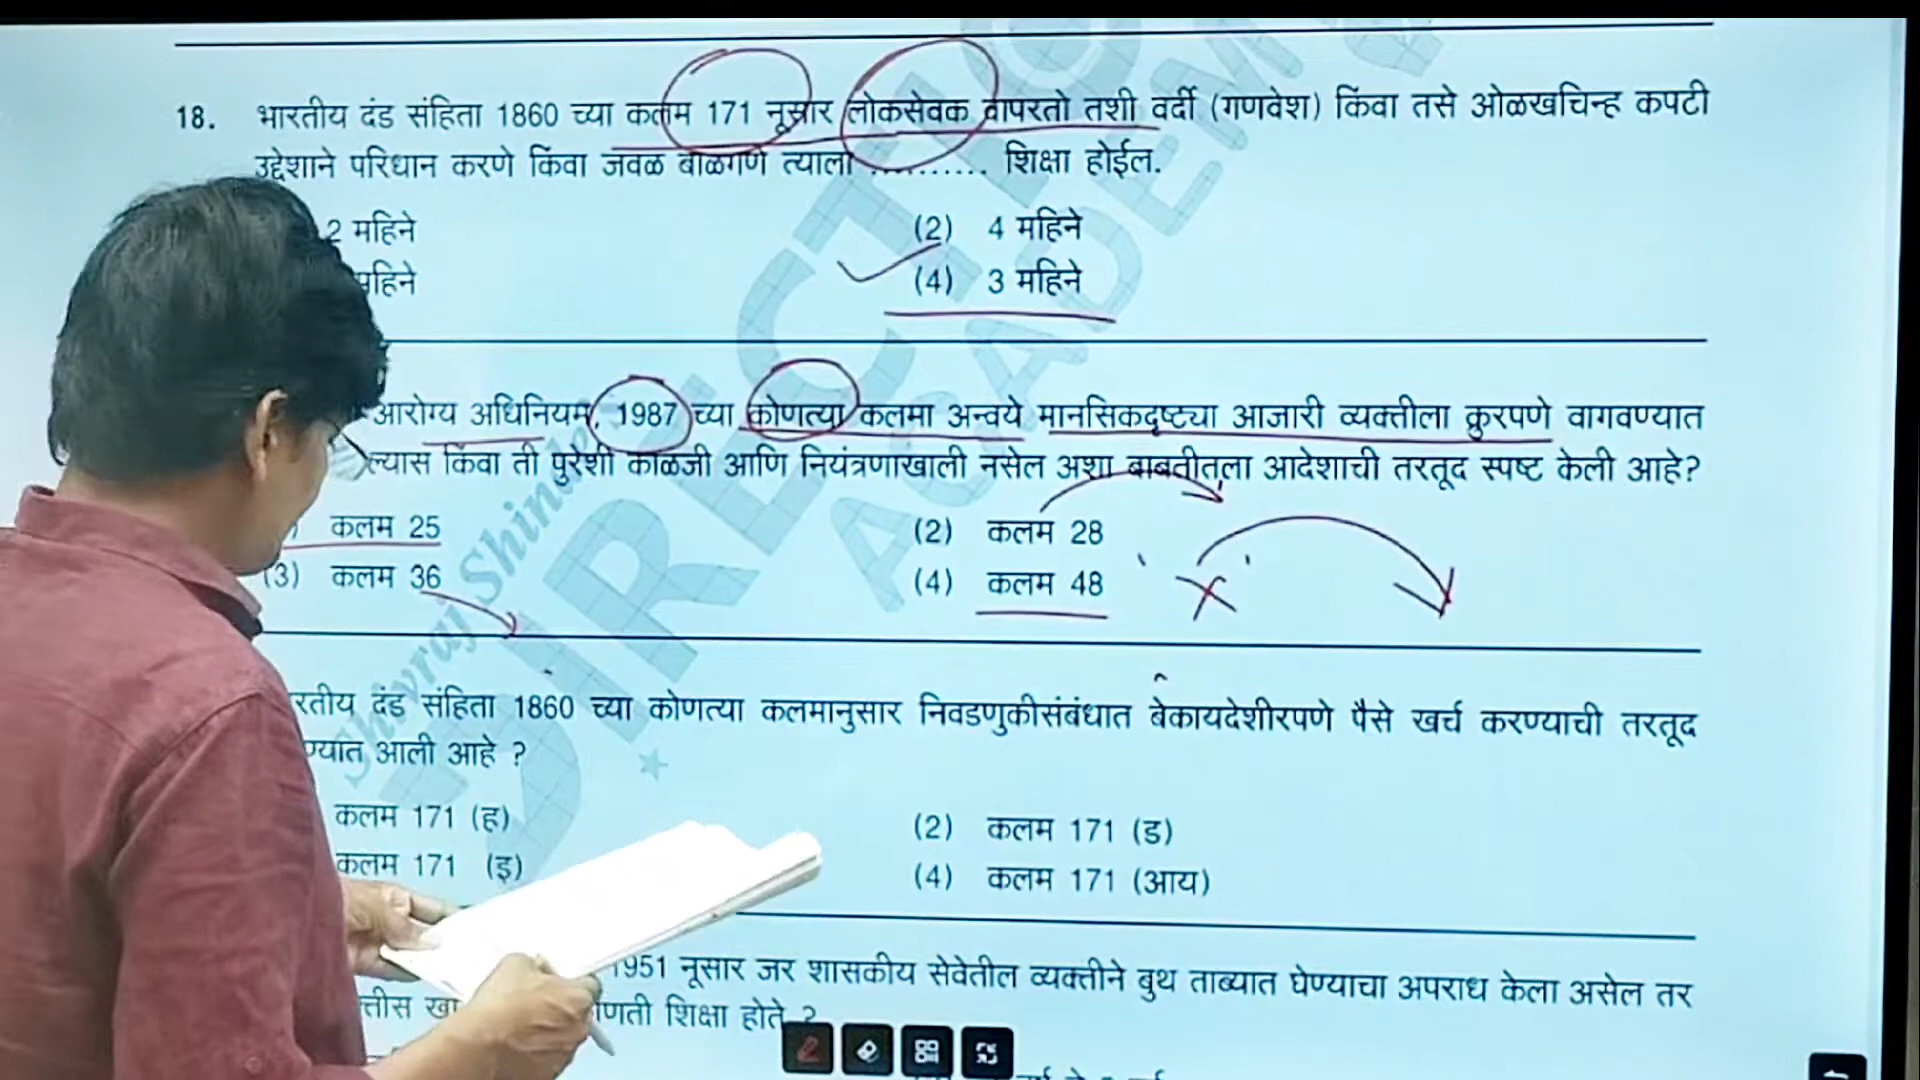 18. भारतीय दंड संहिता 1860 च्या कलम 171 नूसार लोकसेवक वापरतो तशी वर्दी (गणवेश) किंवा तसे ओळखचिन्ह कपटी
उद्देशाने परिधान करणे किंवा जवळ बाळगणे त्याला .......... शिक्षा होईल.
2 महिने (2) 4 महिने
महिने (4) 3 महिने
आरोग्य अधिनियम, 1987 च्या कोणत्या कलमा अन्वये मानसिकदृष्ट्या आजारी व्यक्तीला क्रुरपणे वागवण्यात
ल्यास किंवा ती पुरेशी काळजी आणि नियंत्रणाखाली नसेल अशा बाबतीतला आदेशाची तरतूद स्पष्ट केली आहे?
कलम 25 (2) कलम 28
(3) कलम 36 (4) कलम 48
रतीय दंड संहिता 1860 च्या कोणत्या कलमानुसार निवडणुकीसंबंधात बेकायदेशीरपणे पैसे खर्च करण्याची तरतूद
ण्यात आली आहे ?
कलम 171 (ह) (2) कलम 171 (ड)
कलम 171 (इ) (4) कलम 171 (आय)
1951 नूसार जर शासकीय सेवेतील व्यक्तीने बुथ ताब्यात घेण्याचा अपराध केला असेल तर
त्तीस खा णती शिक्षा होते ?
Shivraj Shinde
DIRECTION
ACADEMY